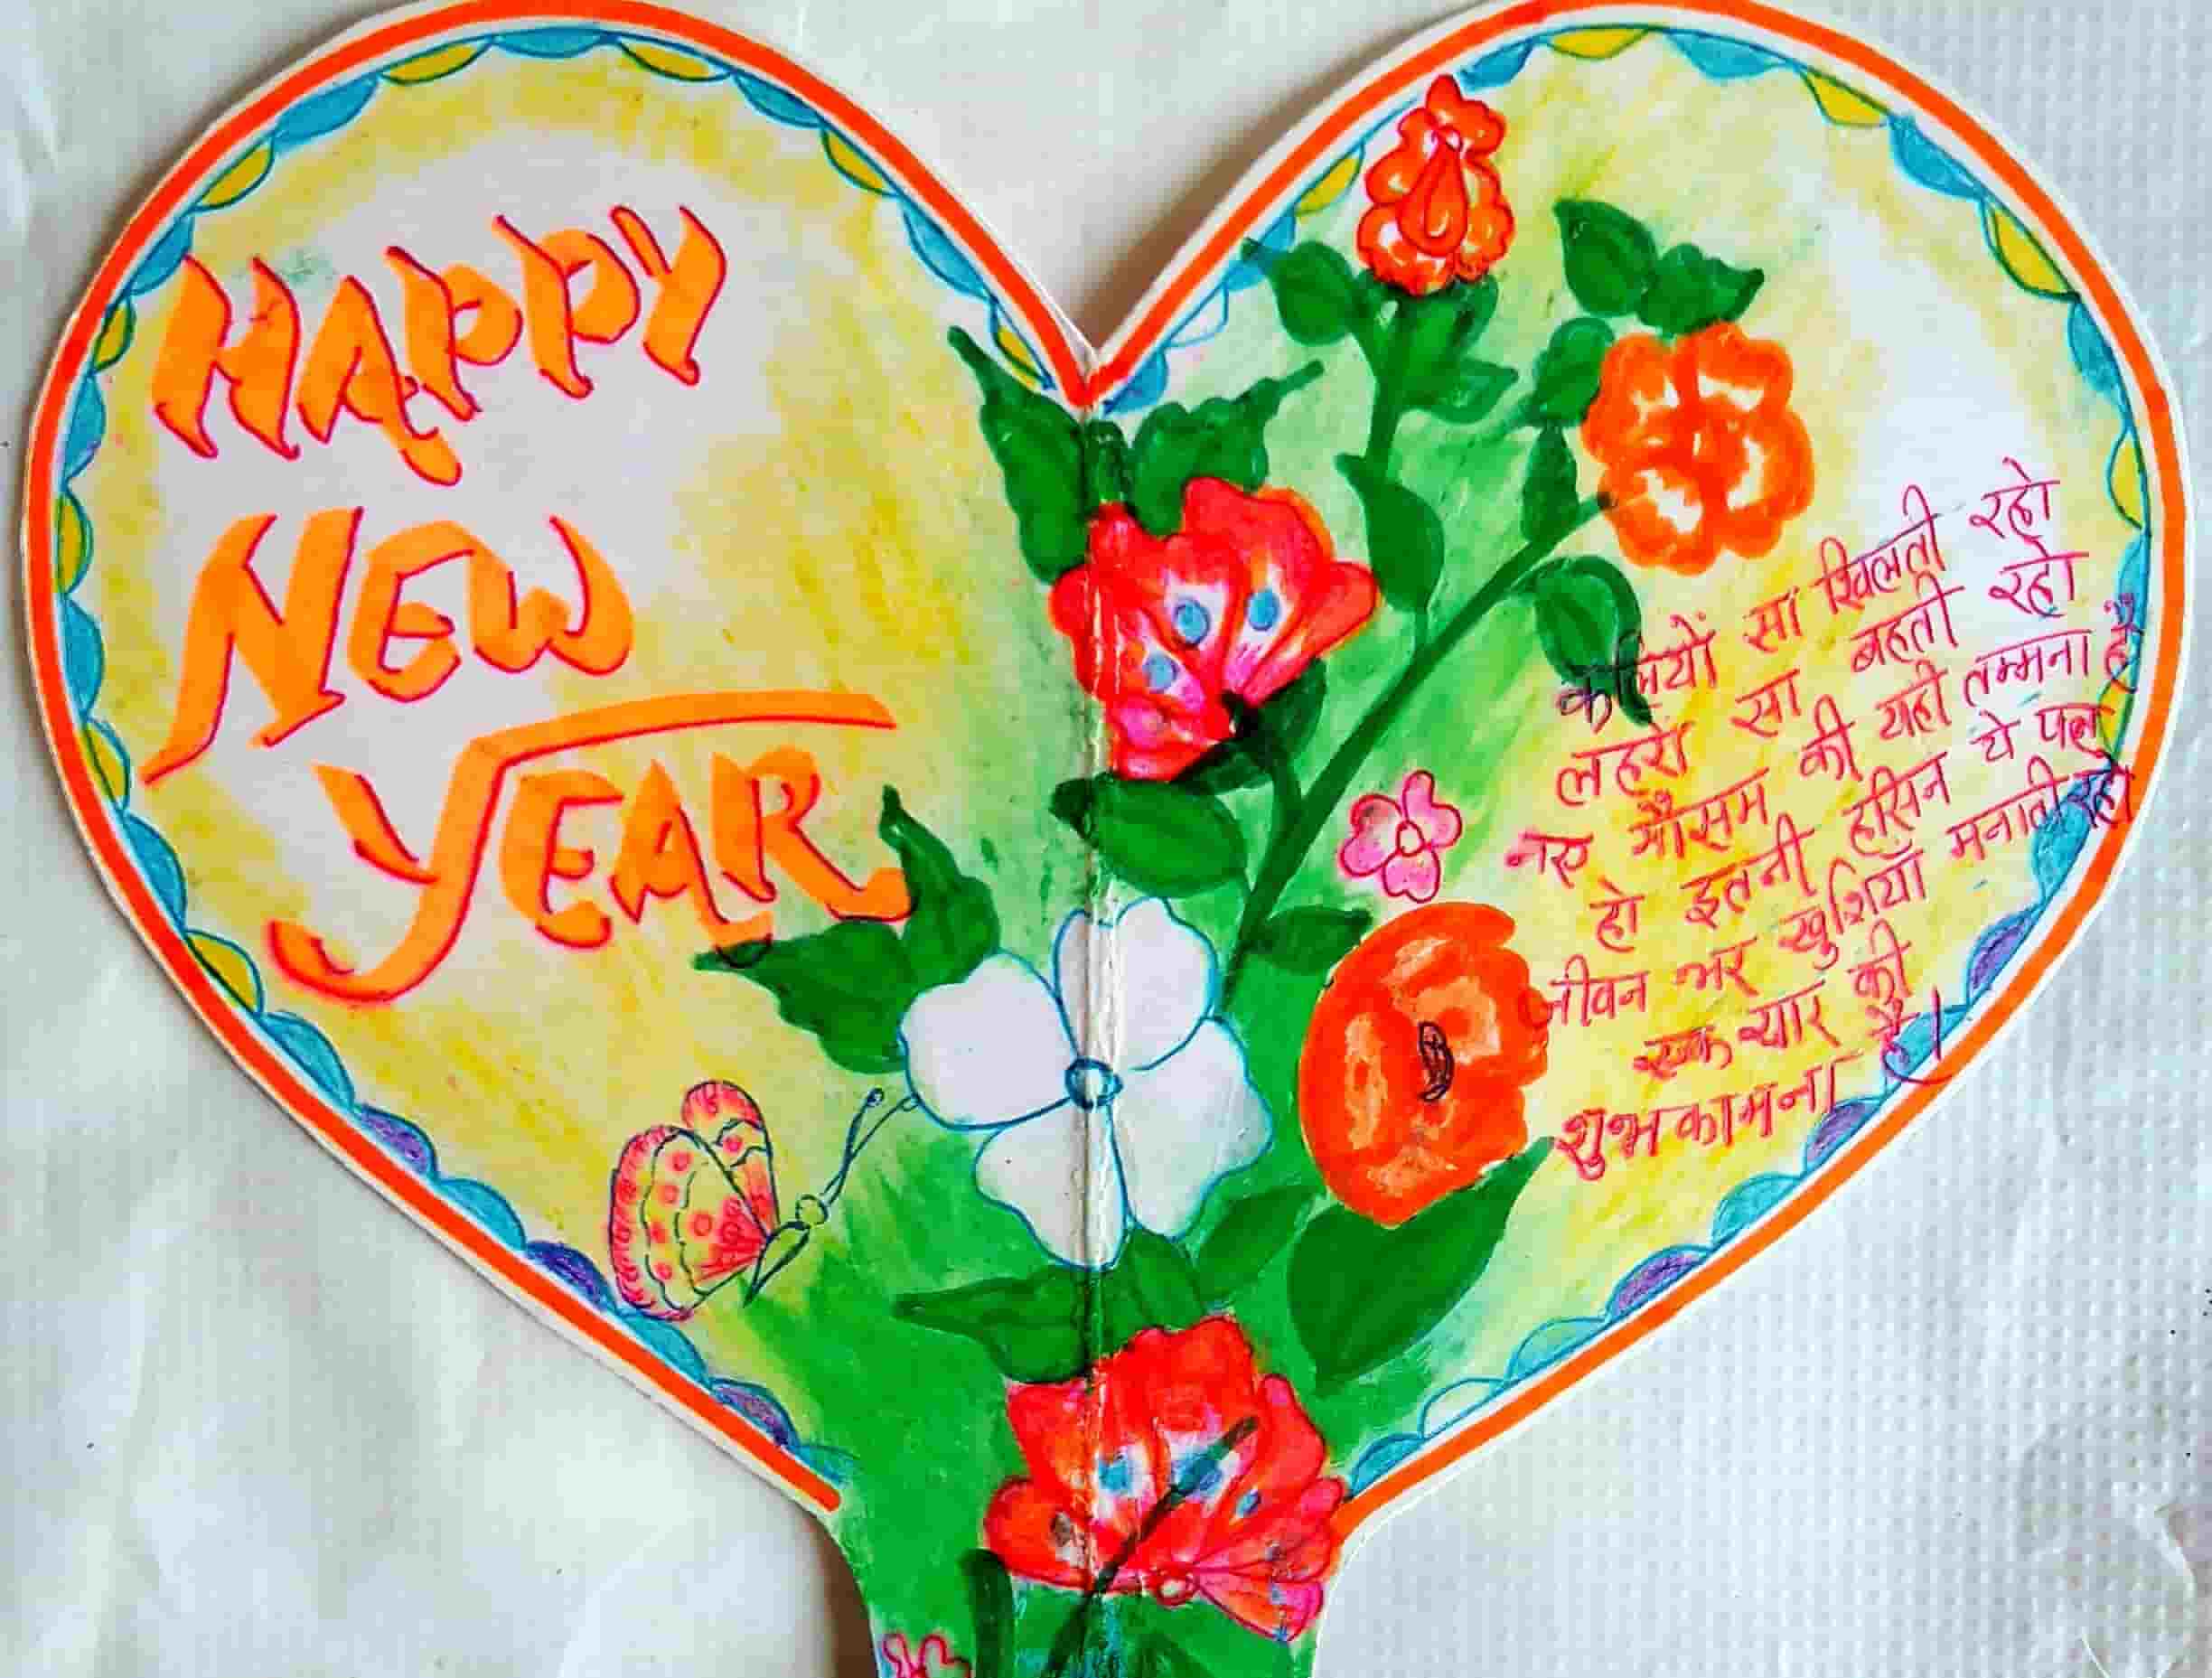 HAPPY
NEW
YEAR
कलियों सा खिलती रहो
लहरों सा बहती रहो
नए मौसम की यही तम्मना है
हो इतनी हसिन ये पल
जीवन भर खुशियाँ मनाती रहो
एक यार की
शुभकामना है।